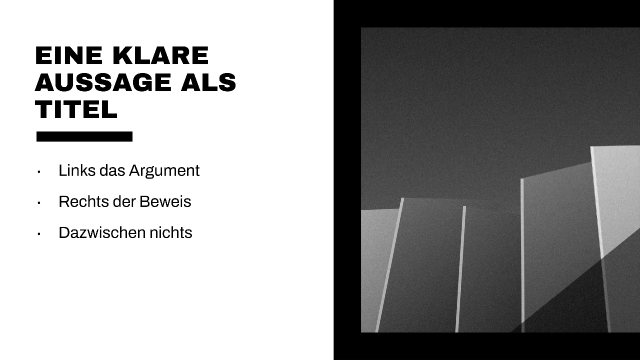 EINE KLARE
AUSSAGE ALS
TITEL
· Links das Argument
· Rechts der Beweis
· Dazwischen nichts